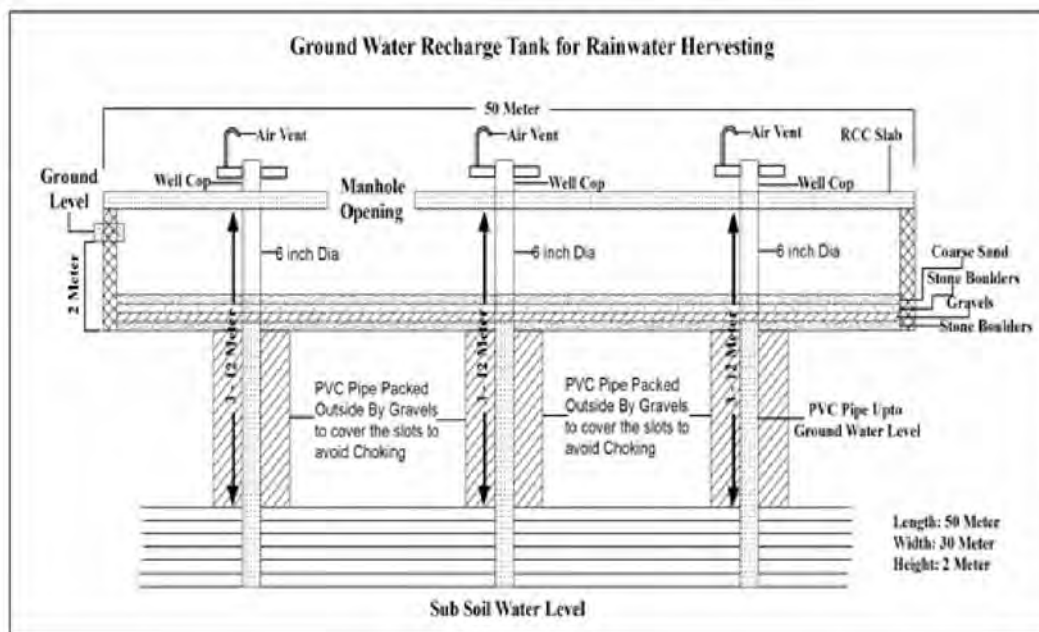 Ground Water Recharge Tank for Rainwater Hervesting
50 Meter
Air Vent
Air Vent
Air Vent
RCC Slab
Ground
Level
Well Cop
Manhole
Opening
Well Cop
Well Cop
6 inch Dia
6 inch Dia
6 inch Dia
2 Meter
Coarse Sand
Stone Boulders
Gravels
Stone Boulders
3 - 12 Meter
3 - 12 Meter
3 - 12 Meter
PVC Pipe Packed
Outside By Gravels
to cover the slots to
avoid Choking
PVC Pipe Packed
Outside By Gravels
to cover the slots to
avoid Choking
PVC Pipe Upto
Ground Water Level
Length: 50 Meter
Width: 30 Meter
Height: 2 Meter
Sub Soil Water Level